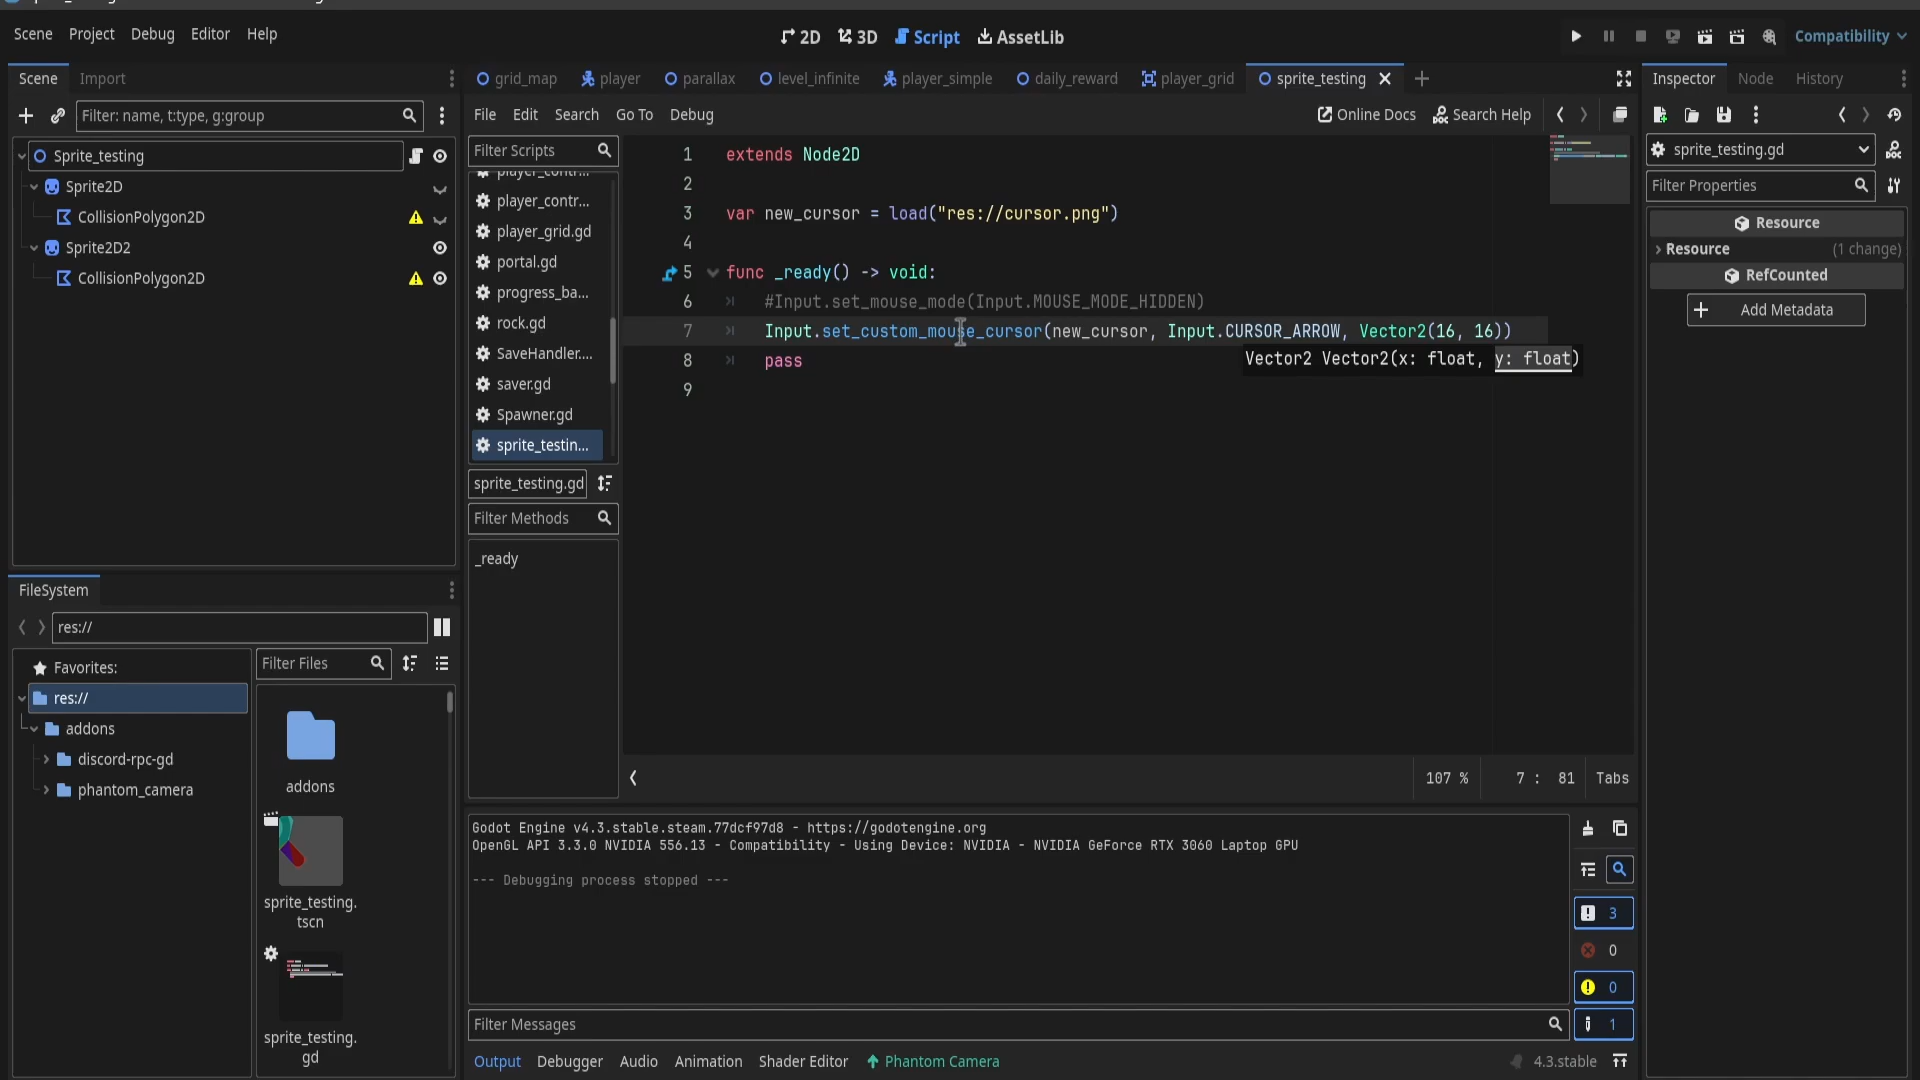 Scene Project Debug Editor Help
2D 3D Script AssetLib
Compatibility
Scene Import
Filter: name, t:type, g:group
Sprite_testing
Sprite2D
CollisionPolygon2D
Sprite2D2
CollisionPolygon2D
FileSystem
res://
Favorites:
res://
addons
discord-rpc-gd
phantom_camera
Filter Files
addons
sprite_testing.
tscn
sprite_testing.
gd
grid_map player parallax level_infinite player_simple daily_reward player_grid sprite_testing
File Edit Search Go To Debug
Online Docs Search Help
Filter Scripts
player_contr...
player_contr...
player_grid.gd
portal.gd
progress_ba...
rock.gd
SaveHandler....
saver.gd
Spawner.gd
sprite_testin...
sprite_testing.gd
Filter Methods
_ready
1 extends Node2D
2
3 var new_cursor = load("res://cursor.png")
4
5 func _ready() -> void:
6 #Input.set_mouse_mode(Input.MOUSE_MODE_HIDDEN)
7 Input.set_custom_mouse_cursor(new_cursor, Input.CURSOR_ARROW, Vector2(16, 16))
Vector2 Vector2(x: float, y: float)
8 pass
9
107 % 7 : 81 Tabs
Godot Engine v4.3.stable.steam.77dcf97d8 - https://godotengine.org
OpenGL API 3.3.0 NVIDIA 556.13 - Compatibility - Using Device: NVIDIA - NVIDIA GeForce RTX 3060 Laptop GPU
--- Debugging process stopped ---
3
0
0
1
Filter Messages
Output Debugger Audio Animation Shader Editor Phantom Camera
4.3.stable
Inspector Node History
sprite_testing.gd
Filter Properties
Resource
Resource (1 change)
RefCounted
Add Metadata